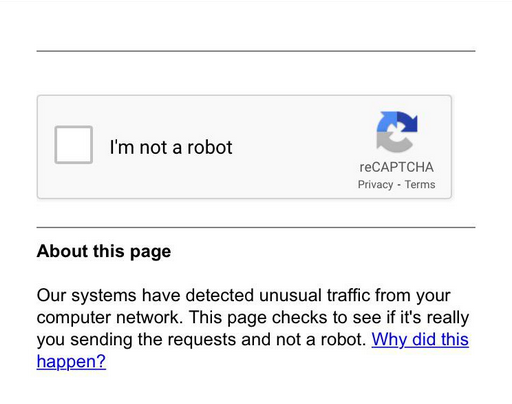 I'm not a robot
reCAPTCHA
Privacy - Terms
About this page
Our systems have detected unusual traffic from your
computer network. This page checks to see if it's really
you sending the requests and not a robot. Why did this
happen?